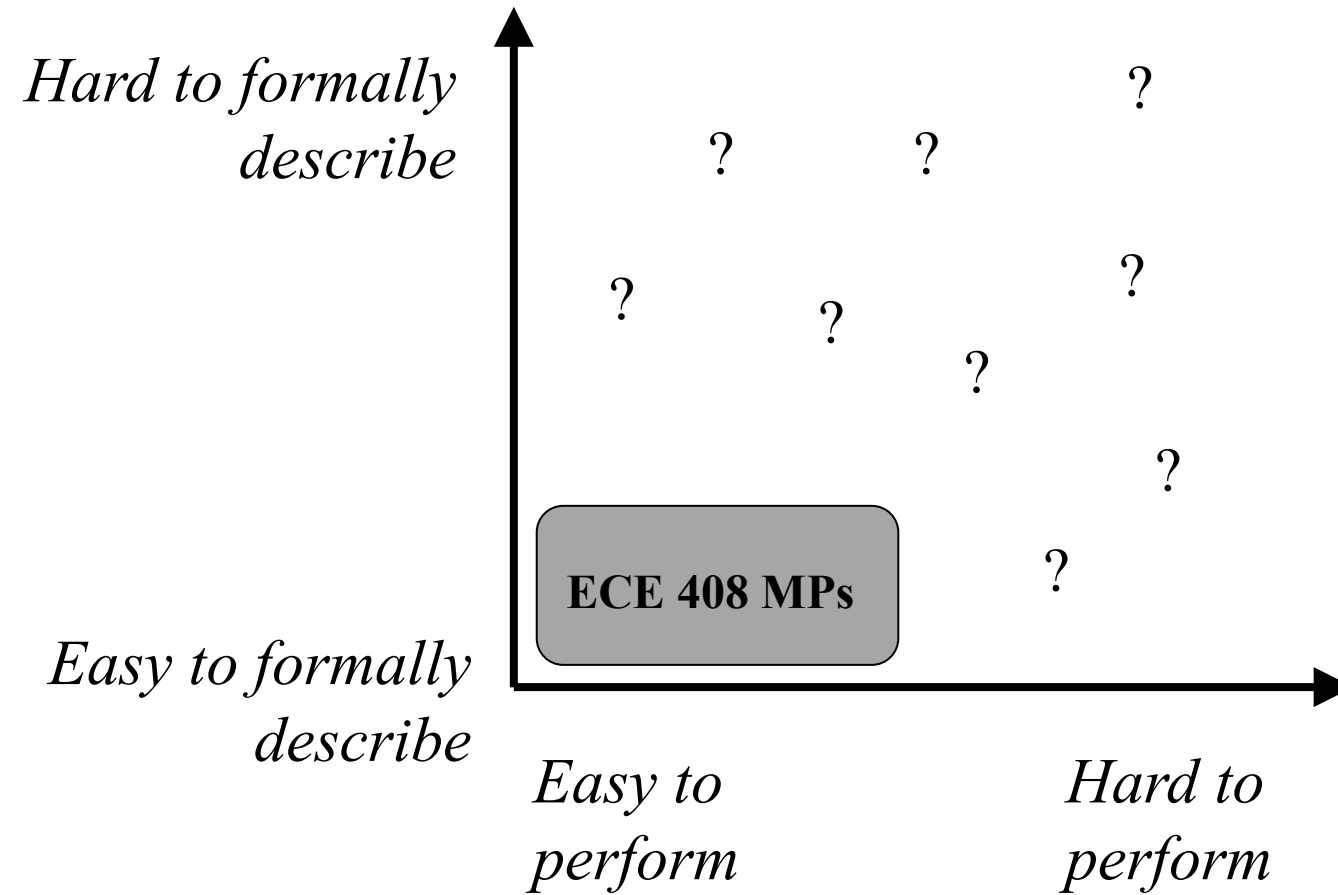 Hard to formally
describe
?
?
?
?
?
?
?
?
?
ECE 408 MPs
Easy to formally
describe
Easy to
perform
Hard to
perform